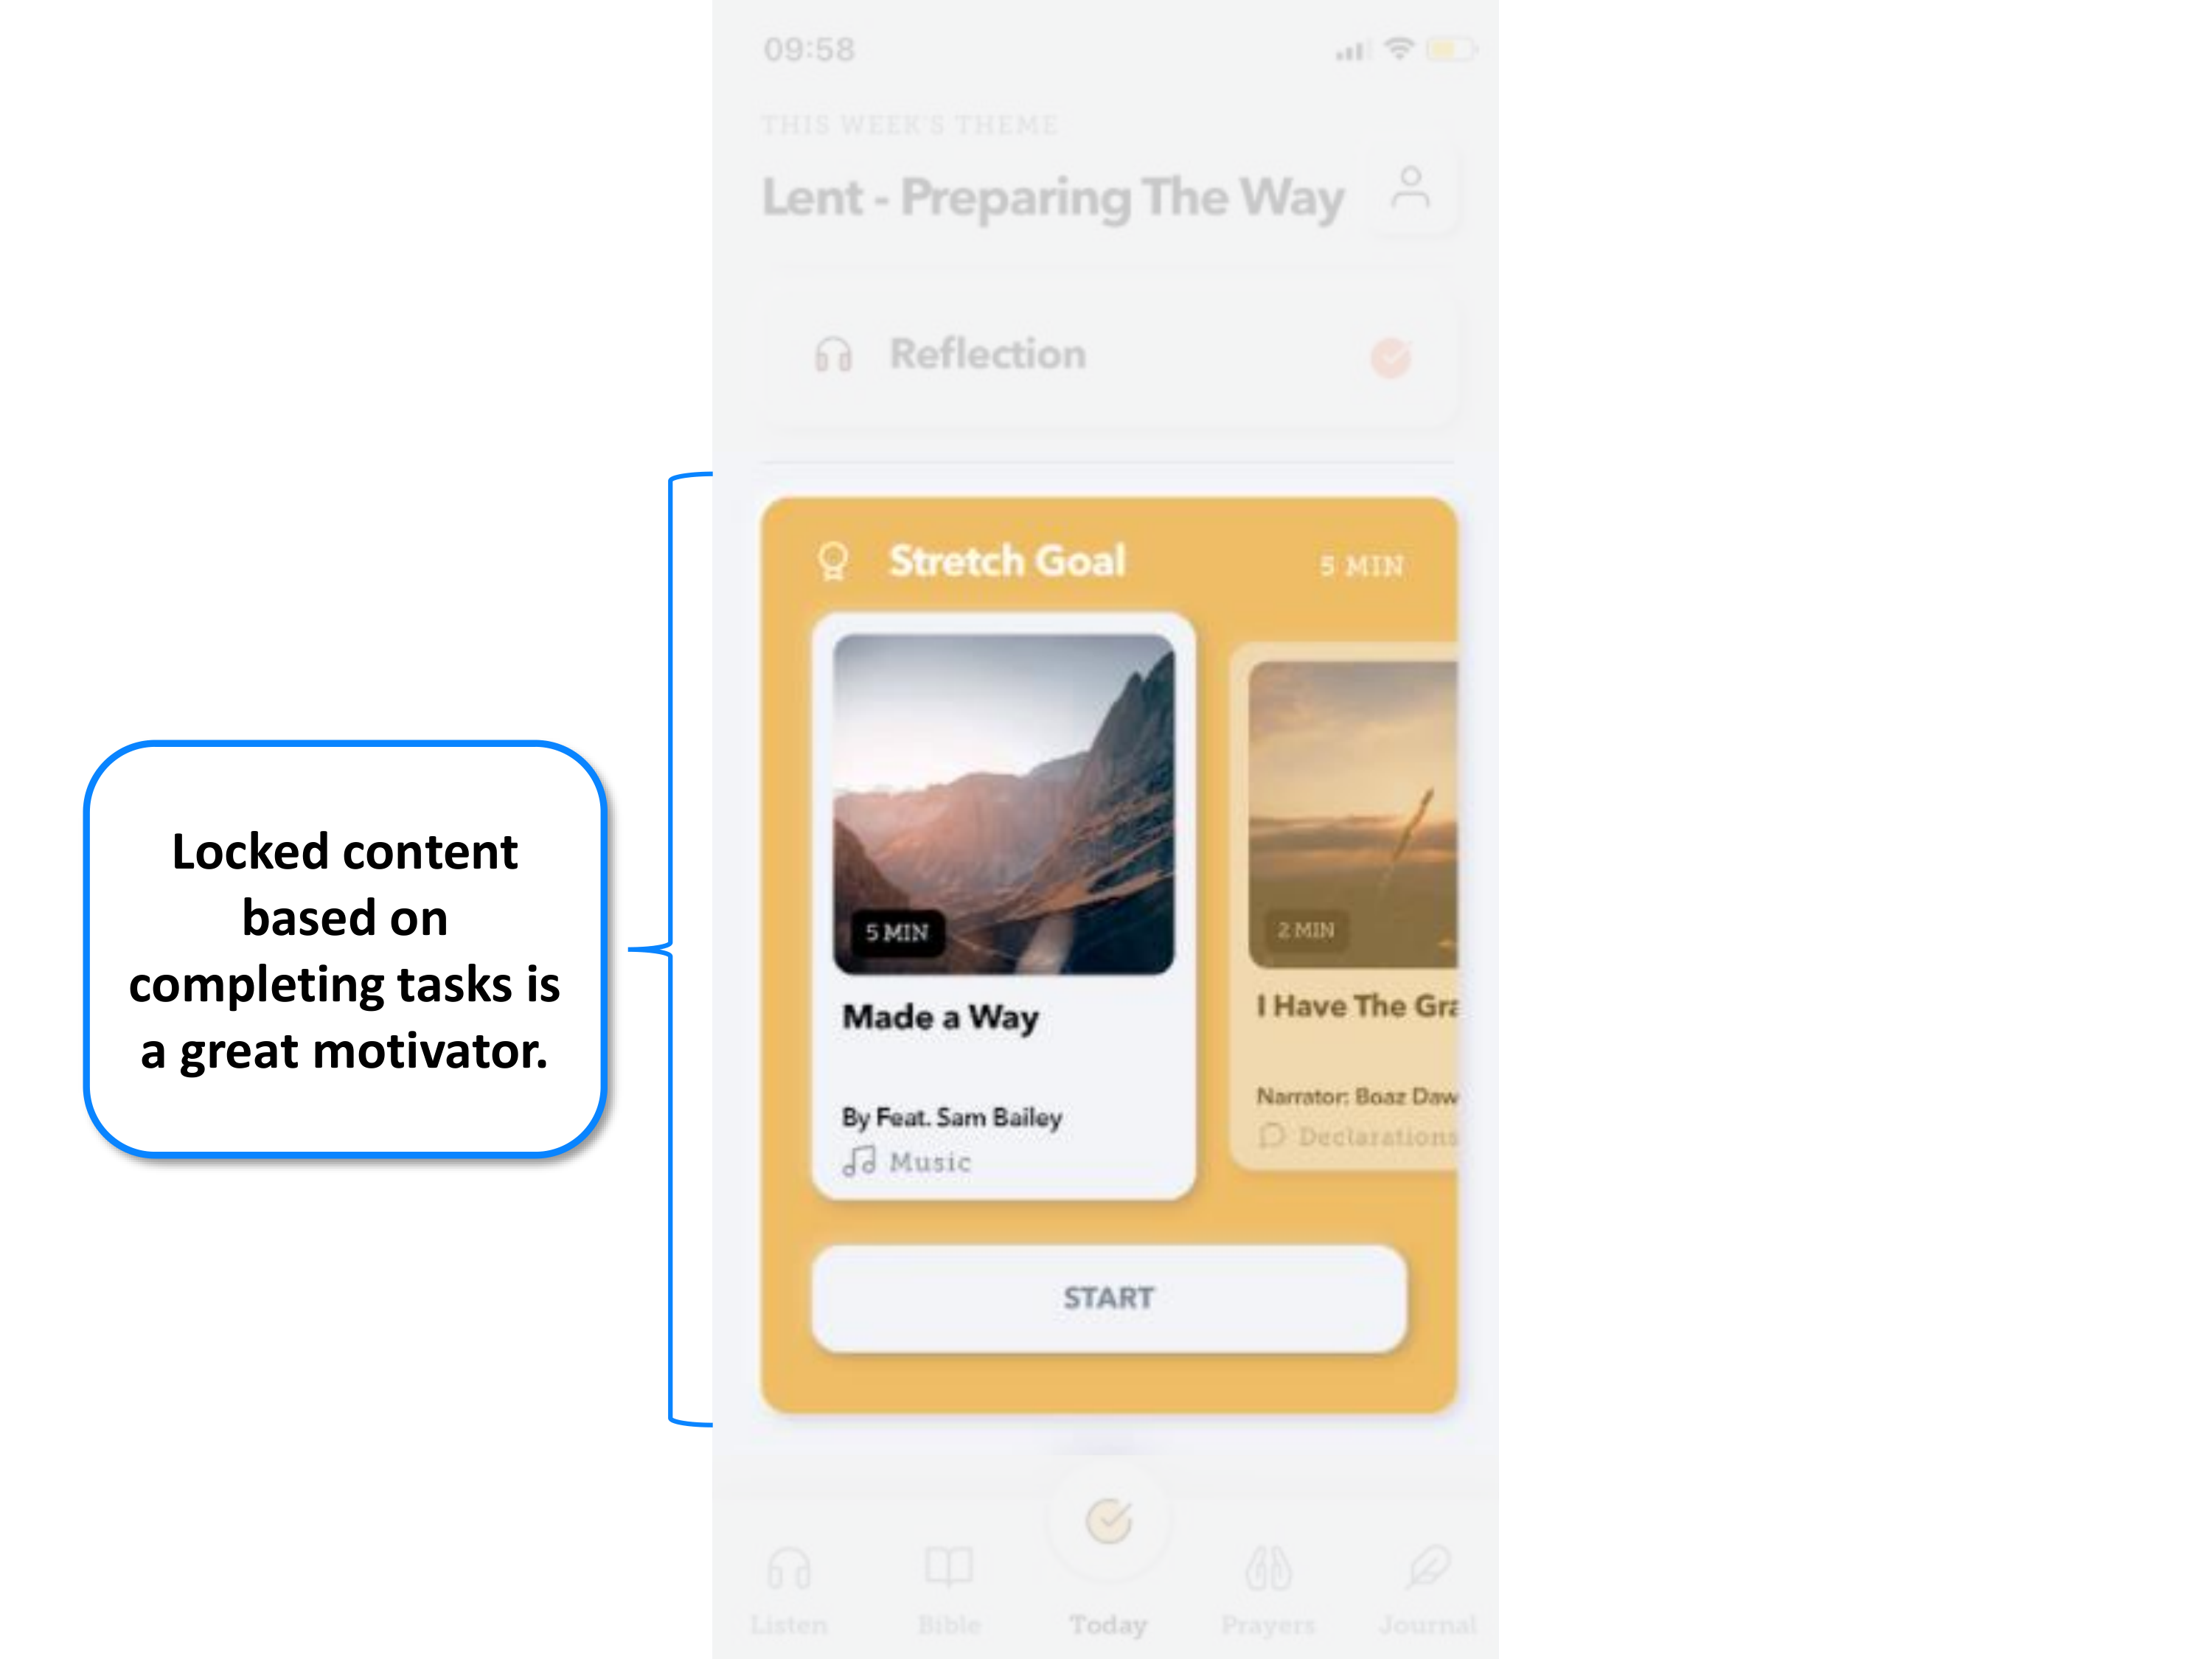 09:58
THIS WEEK'S THEME
Lent - Preparing The Way
Reflection
Stretch Goal
5 MIN
5 MIN
2 MIN
Made a Way
I Have The
By Feat. Sam Bailey
Narrator: Boaz
Music
Declarations
START
Locked content
based on
completing tasks is
a great motivator.
Listen
Bible
Today
Prayers
Journal